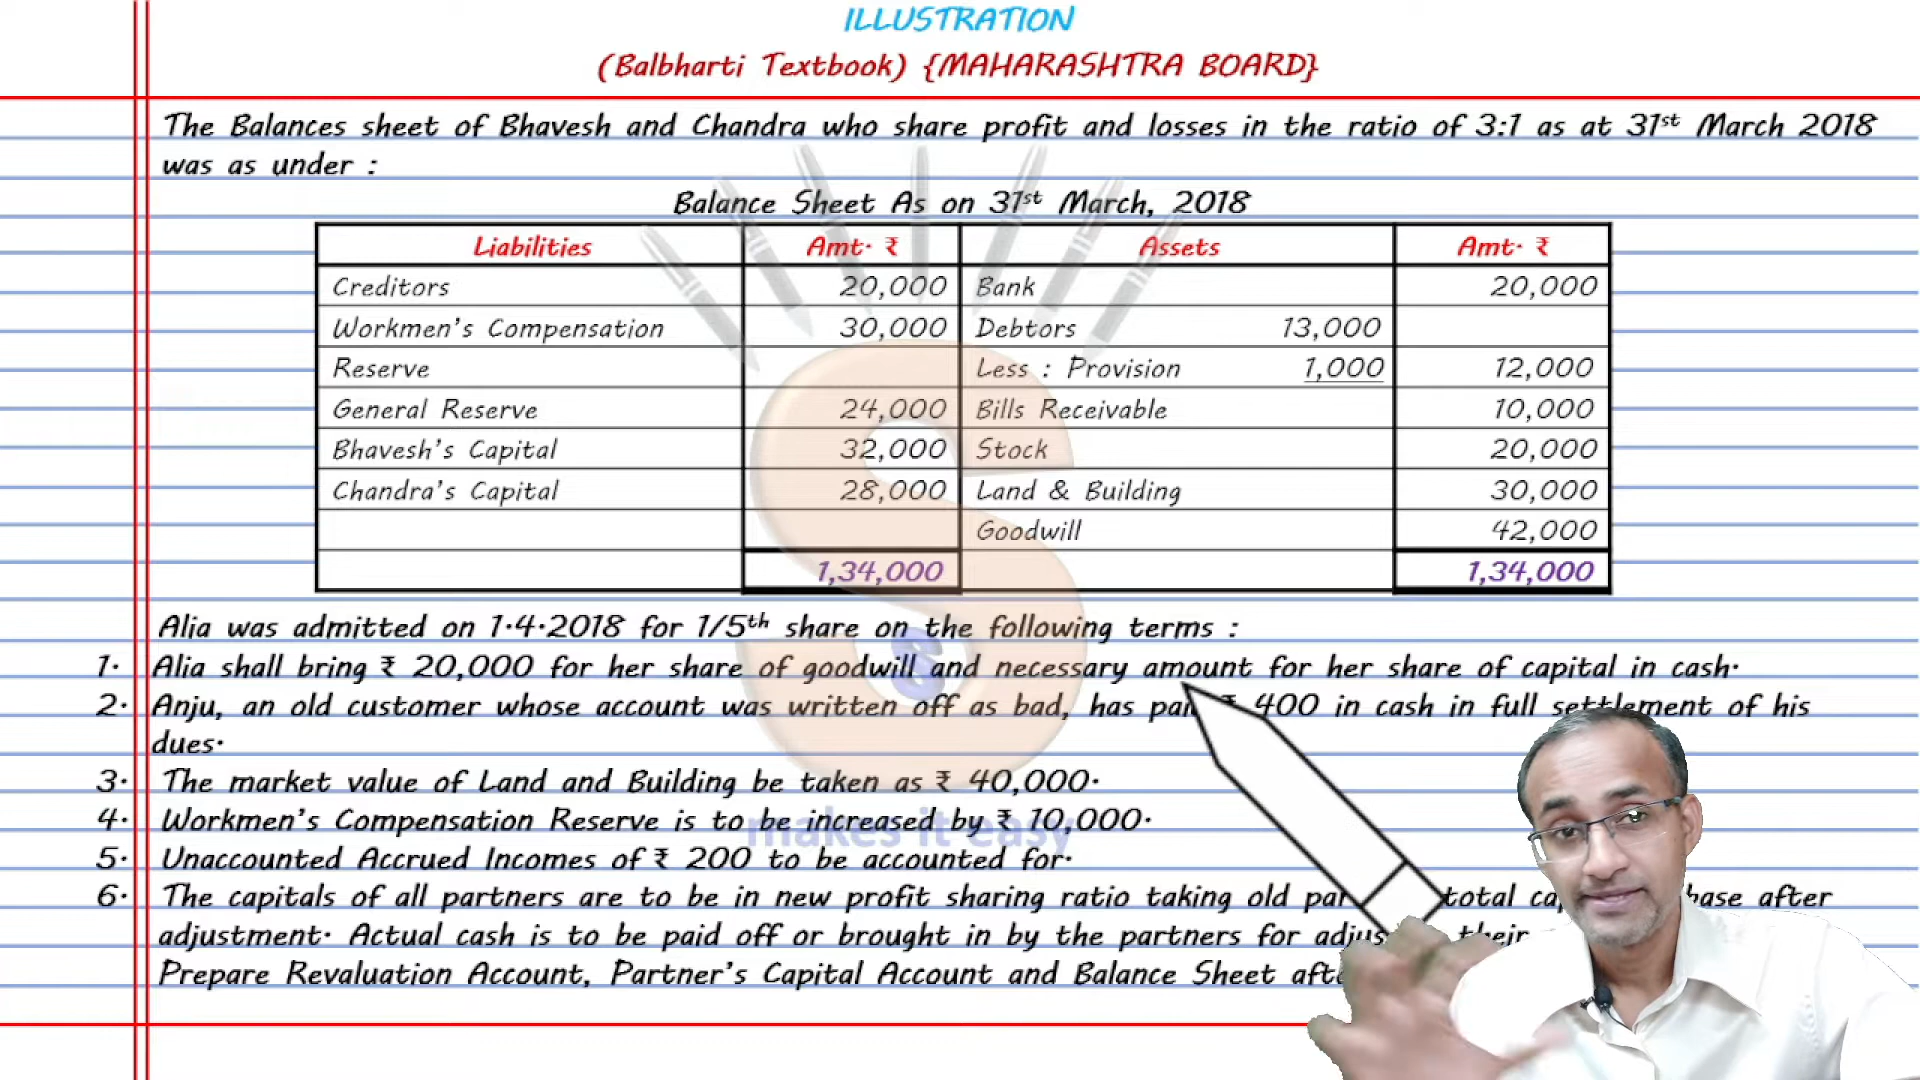 ILLUSTRATION
(Balbharti Textbook) {MAHARASHTRA BOARD}
The Balances sheet of Bhavesh and Chandra who share profit and losses in the ratio of 3:1 as at 31st March 2018
was as under :
Balance Sheet As on 31st March, 2018
Liabilities Amt. ₹ Assets Amt. ₹
Creditors 20,000 Bank 20,000
Workmen's Compensation 30,000 Debtors 13,000
Reserve Less : Provision 1,000 12,000
General Reserve 24,000 Bills Receivable 10,000
Bhavesh's Capital 32,000 Stock 20,000
Chandra's Capital 28,000 Land & Building 30,000
Goodwill 42,000
1,34,000 1,34,000
Alia was admitted on 1.4.2018 for 1/5th share on the following terms :
1. Alia shall bring ₹ 20,000 for her share of goodwill and necessary amount for her share of capital in cash.
2. Anju, an old customer whose account was written off as bad, has ₹ 400 in cash in full settlement of his
dues.
3. The market value of Land and Building be taken as ₹ 40,000.
4. Workmen's Compensation Reserve is to be increased by ₹ 10,000.
5. Unaccounted Accrued Incomes of ₹ 200 to be accounted for.
6. The capitals of all partners are to be in new profit sharing ratio taking old total base after
adjustment. Actual cash is to be paid off or brought in by the partners for their
Prepare Revaluation Account, Partner's Capital Account and Balance Sheet
S
makes it easy